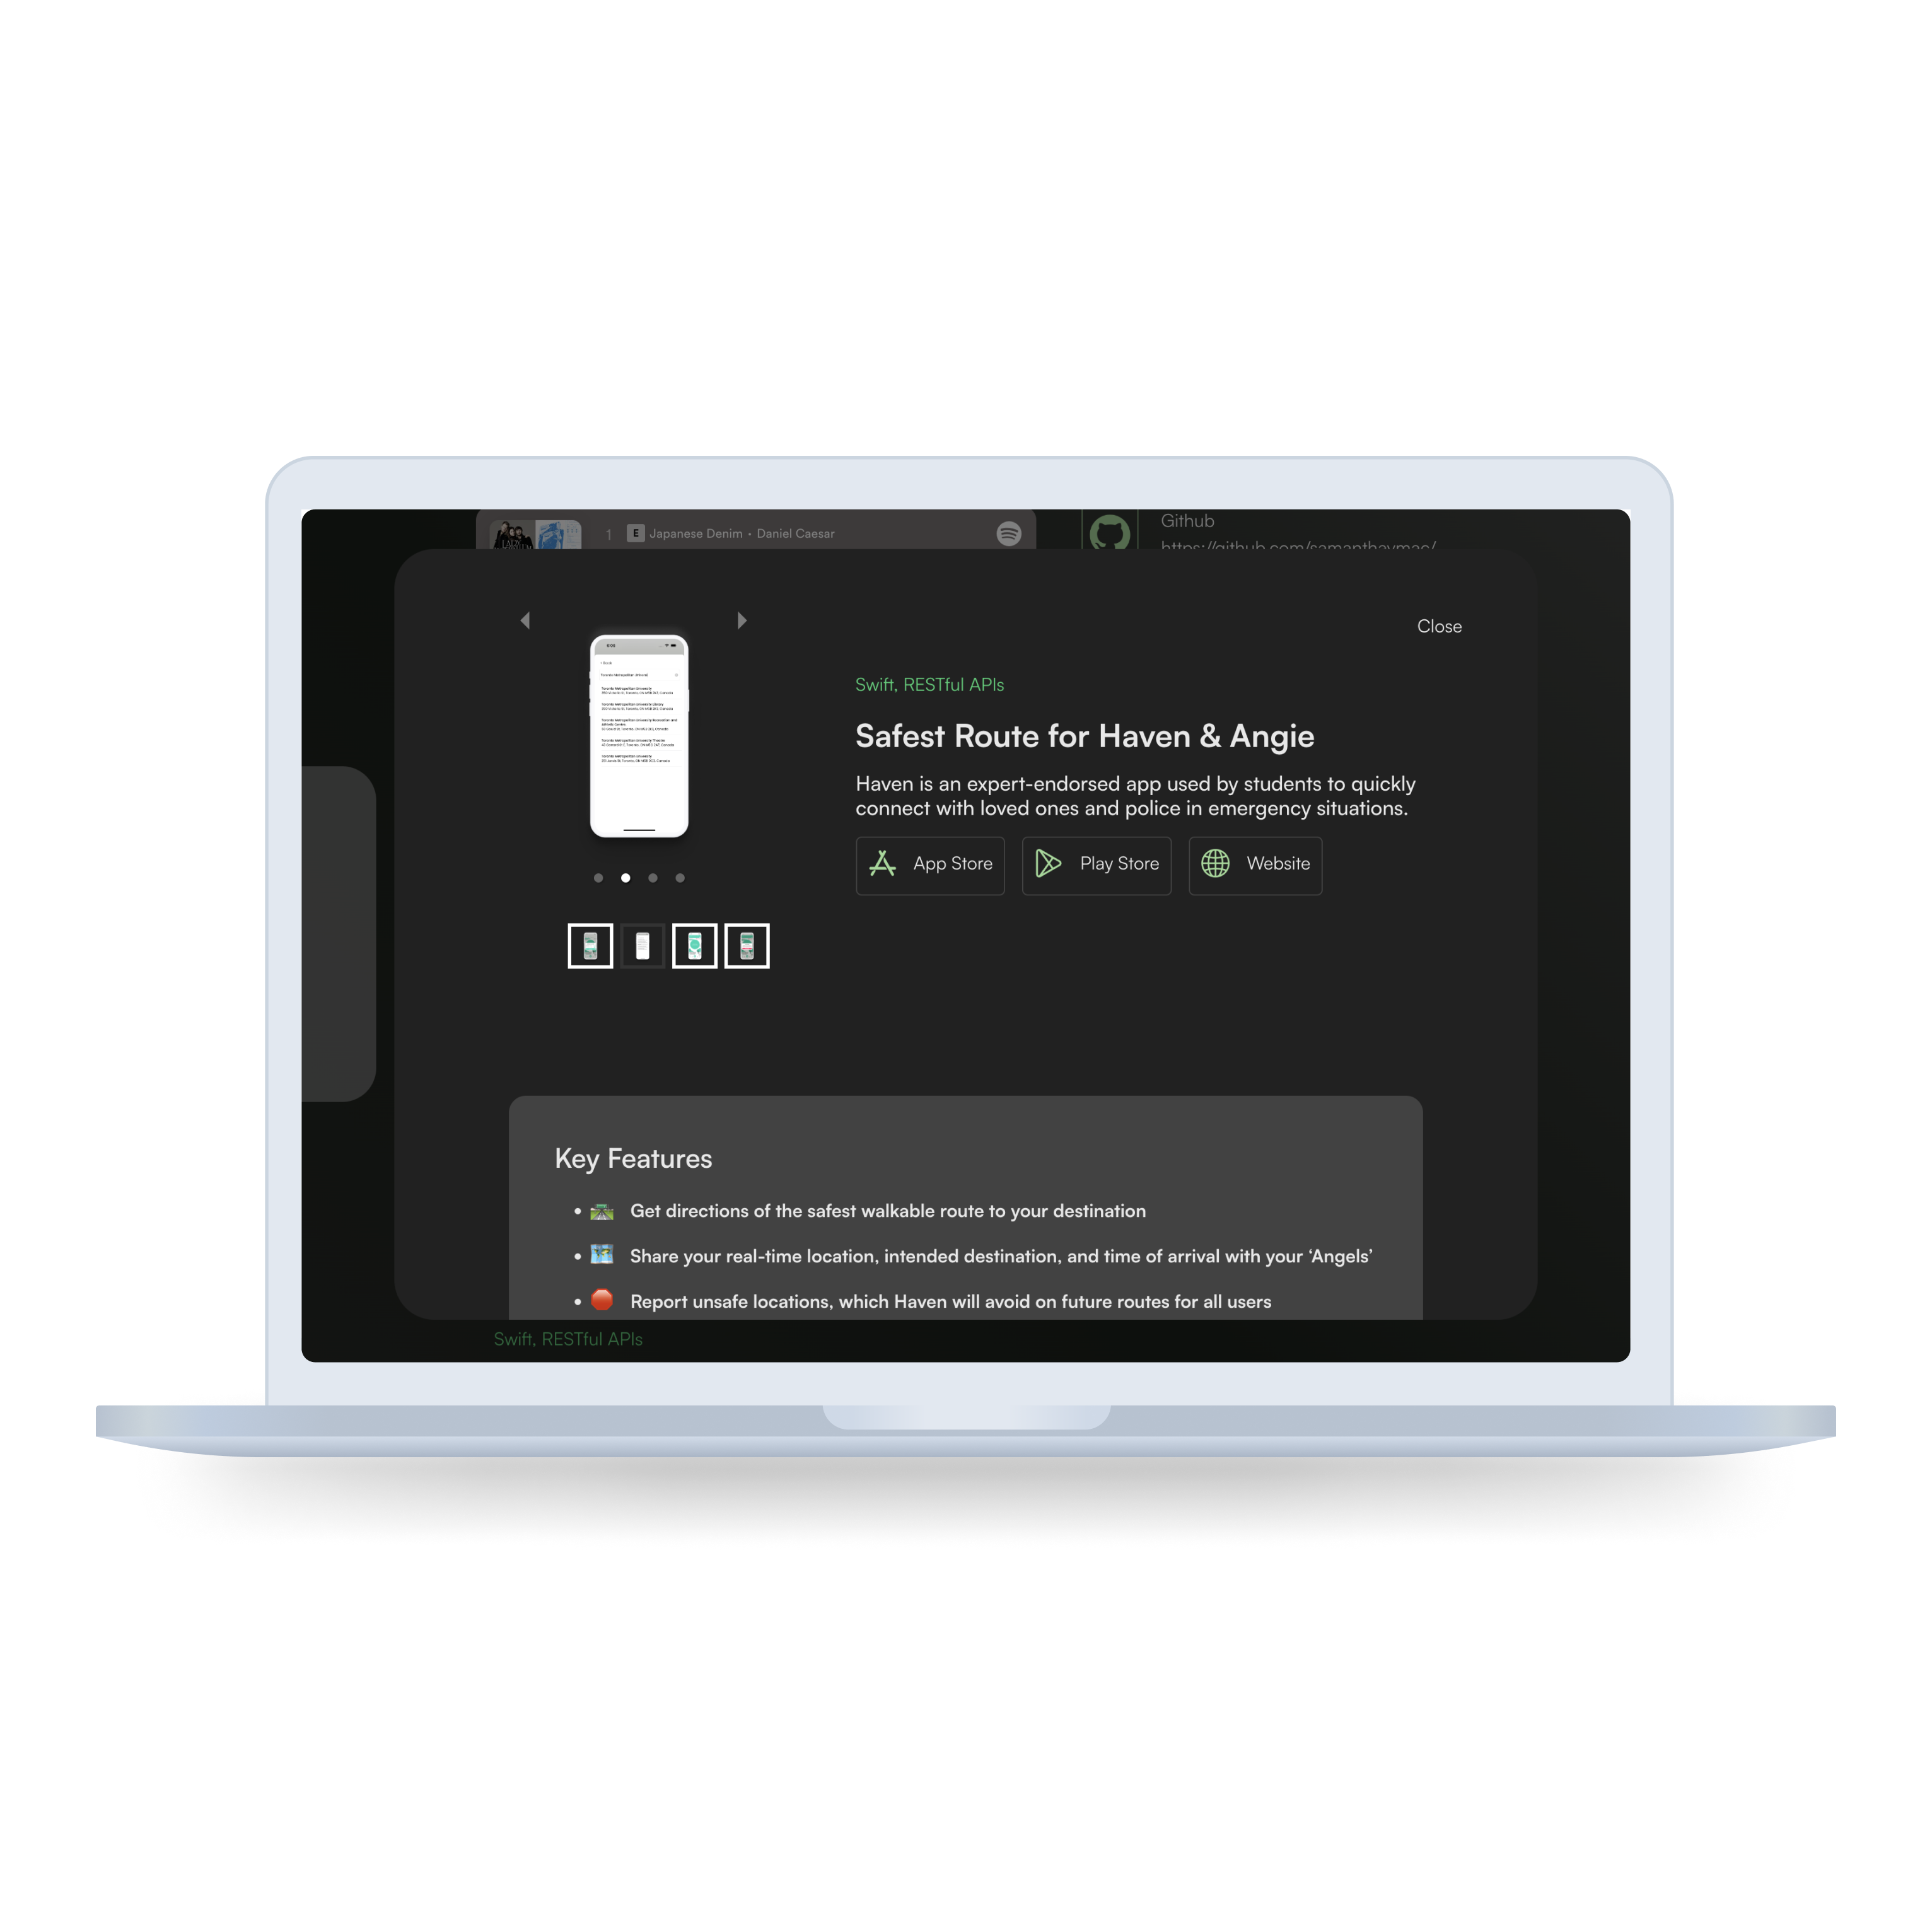 1 E Japanese Denim • Daniel Caesar
Github
https://github.com/samanthavmac/
Close
Swift, RESTful APIs
Safest Route for Haven & Angie
Haven is an expert-endorsed app used by students to quickly
connect with loved ones and police in emergency situations.
App Store
Play Store
Website
Key Features
• Get directions of the safest walkable route to your destination
• Share your real-time location, intended destination, and time of arrival with your ‘Angels’
• Report unsafe locations, which Haven will avoid on future routes for all users
Swift, RESTful APIs